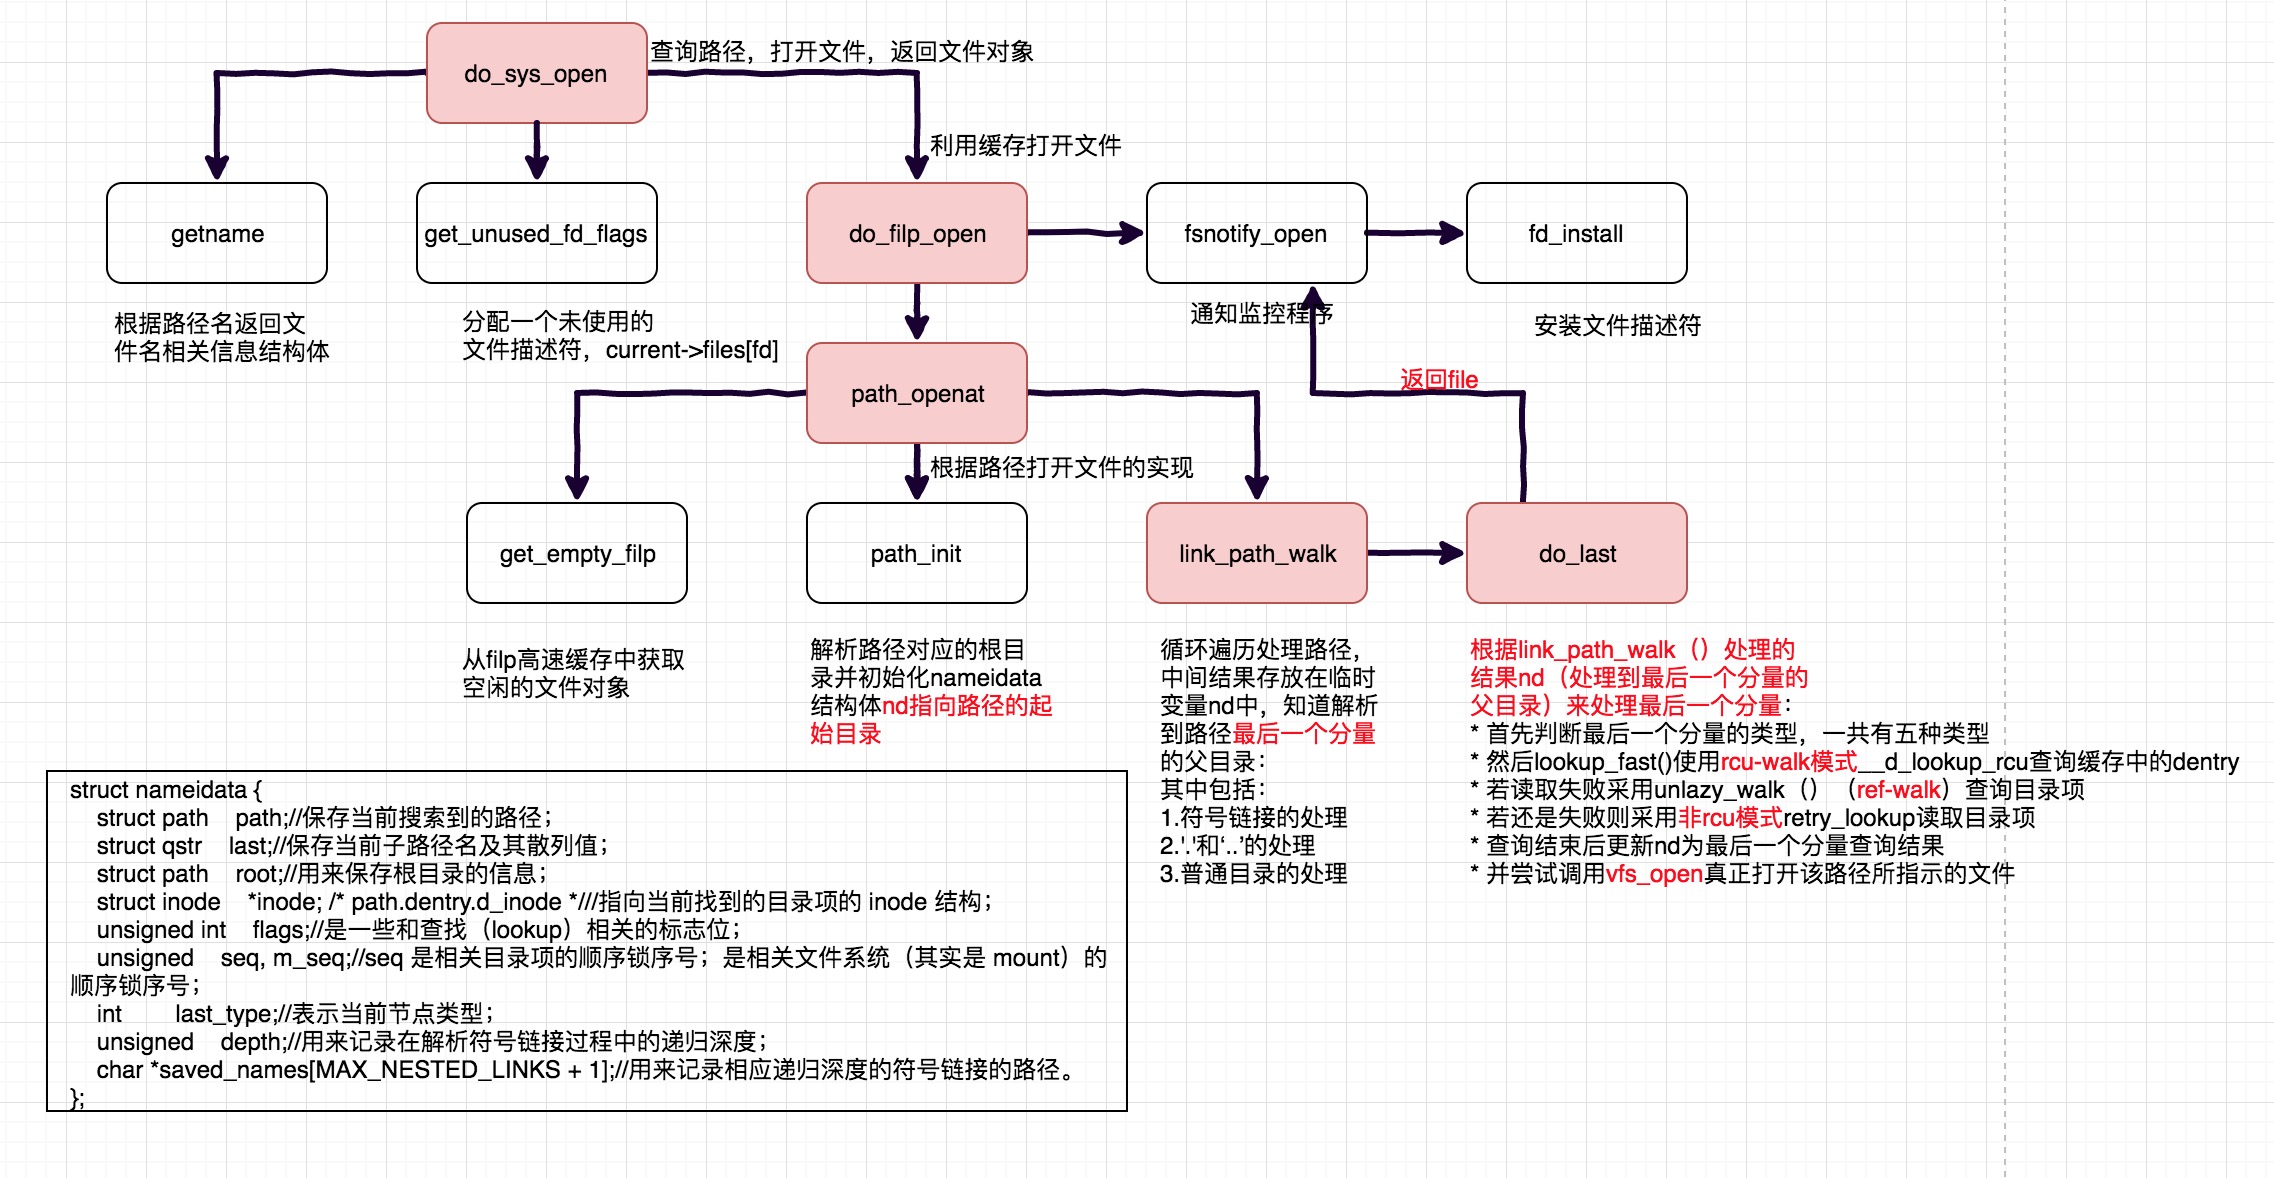 do_sys_open
查询路径，打开文件，返回文件对象
利用缓存打开文件
getname
get_unused_fd_flags
do_filp_open
fsnotify_open
fd_install
根据路径名返回文
件名相关信息结构体
分配一个未使用的
文件描述符，current->files[fd]
通知监控程序
安装文件描述符
path_openat
返回file
根据路径打开文件的实现
get_empty_filp
path_init
link_path_walk
do_last
从filp高速缓存中获取
空闲的文件对象
解析路径对应的根目
录并初始化nameidata
结构体nd指向路径的起
始目录
循环遍历处理路径，
中间结果存放在临时
变量nd中，知道解析
到路径最后一个分量
的父目录：
其中包括：
1.符号链接的处理
2.'.'和‘..’的处理
3.普通目录的处理
根据link_path_walk（）处理的
结果nd（处理到最后一个分量的
父目录）来处理最后一个分量：
* 首先判断最后一个分量的类型，一共有五种类型
* 然后lookup_fast()使用rcu-walk模式__d_lookup_rcu查询缓存中的dentry
* 若读取失败采用unlazy_walk（）（ref-walk）查询目录项
* 若还是失败则采用非rcu模式retry_lookup读取目录项
* 查询结束后更新nd为最后一个分量查询结果
* 并尝试调用vfs_open真正打开该路径所指示的文件
struct nameidata {
struct path path;//保存当前搜索到的路径；
struct qstr last;//保存当前子路径名及其散列值；
struct path root;//用来保存根目录的信息；
struct inode *inode; /* path.dentry.d_inode *///指向当前找到的目录项的 inode 结构；
unsigned int flags;//是一些和查找（lookup）相关的标志位；
unsigned seq, m_seq;//seq 是相关目录项的顺序锁序号；是相关文件系统（其实是 mount）的
顺序锁序号；
int last_type;//表示当前节点类型；
unsigned depth;//用来记录在解析符号链接过程中的递归深度；
char *saved_names[MAX_NESTED_LINKS + 1];//用来记录相应递归深度的符号链接的路径。
};